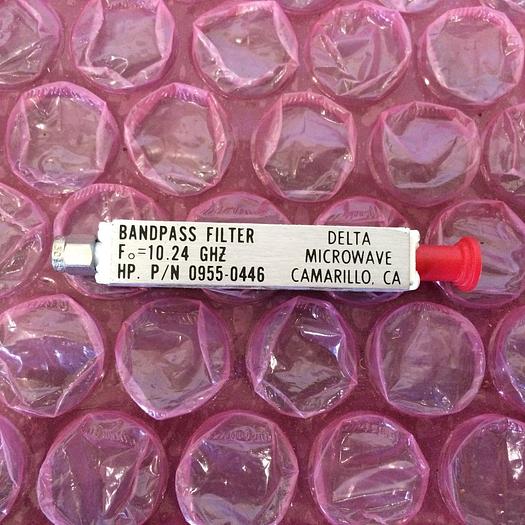 BANDPASS FILTER
F₀=10.24 GHZ
HP. P/N 0955-0446
DELTA
MICROWAVE
CAMARILLO, CA